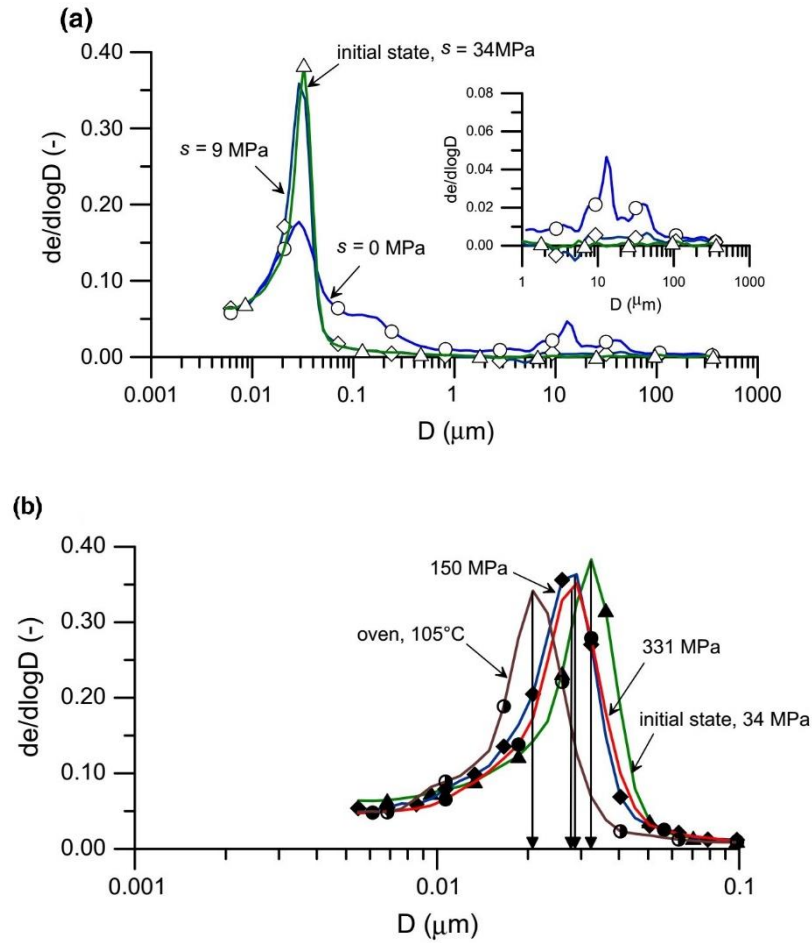 (a)
0.40
0.30
0.20
0.10
0.00
de/dlogD (-)
initial state, s = 34MPa
s = 9 MPa
s = 0 MPa
0.001 0.01 0.1 1 10 100 1000
D (μm)
0.08
0.06
0.04
0.02
0.00
de/dlogD
1 10 100 1000
D (μm)
(b)
0.40
0.30
0.20
0.10
0.00
de/dlogD (-)
150 MPa
oven, 105°C
331 MPa
initial state, 34 MPa
0.001 0.01 0.1
D (μm)